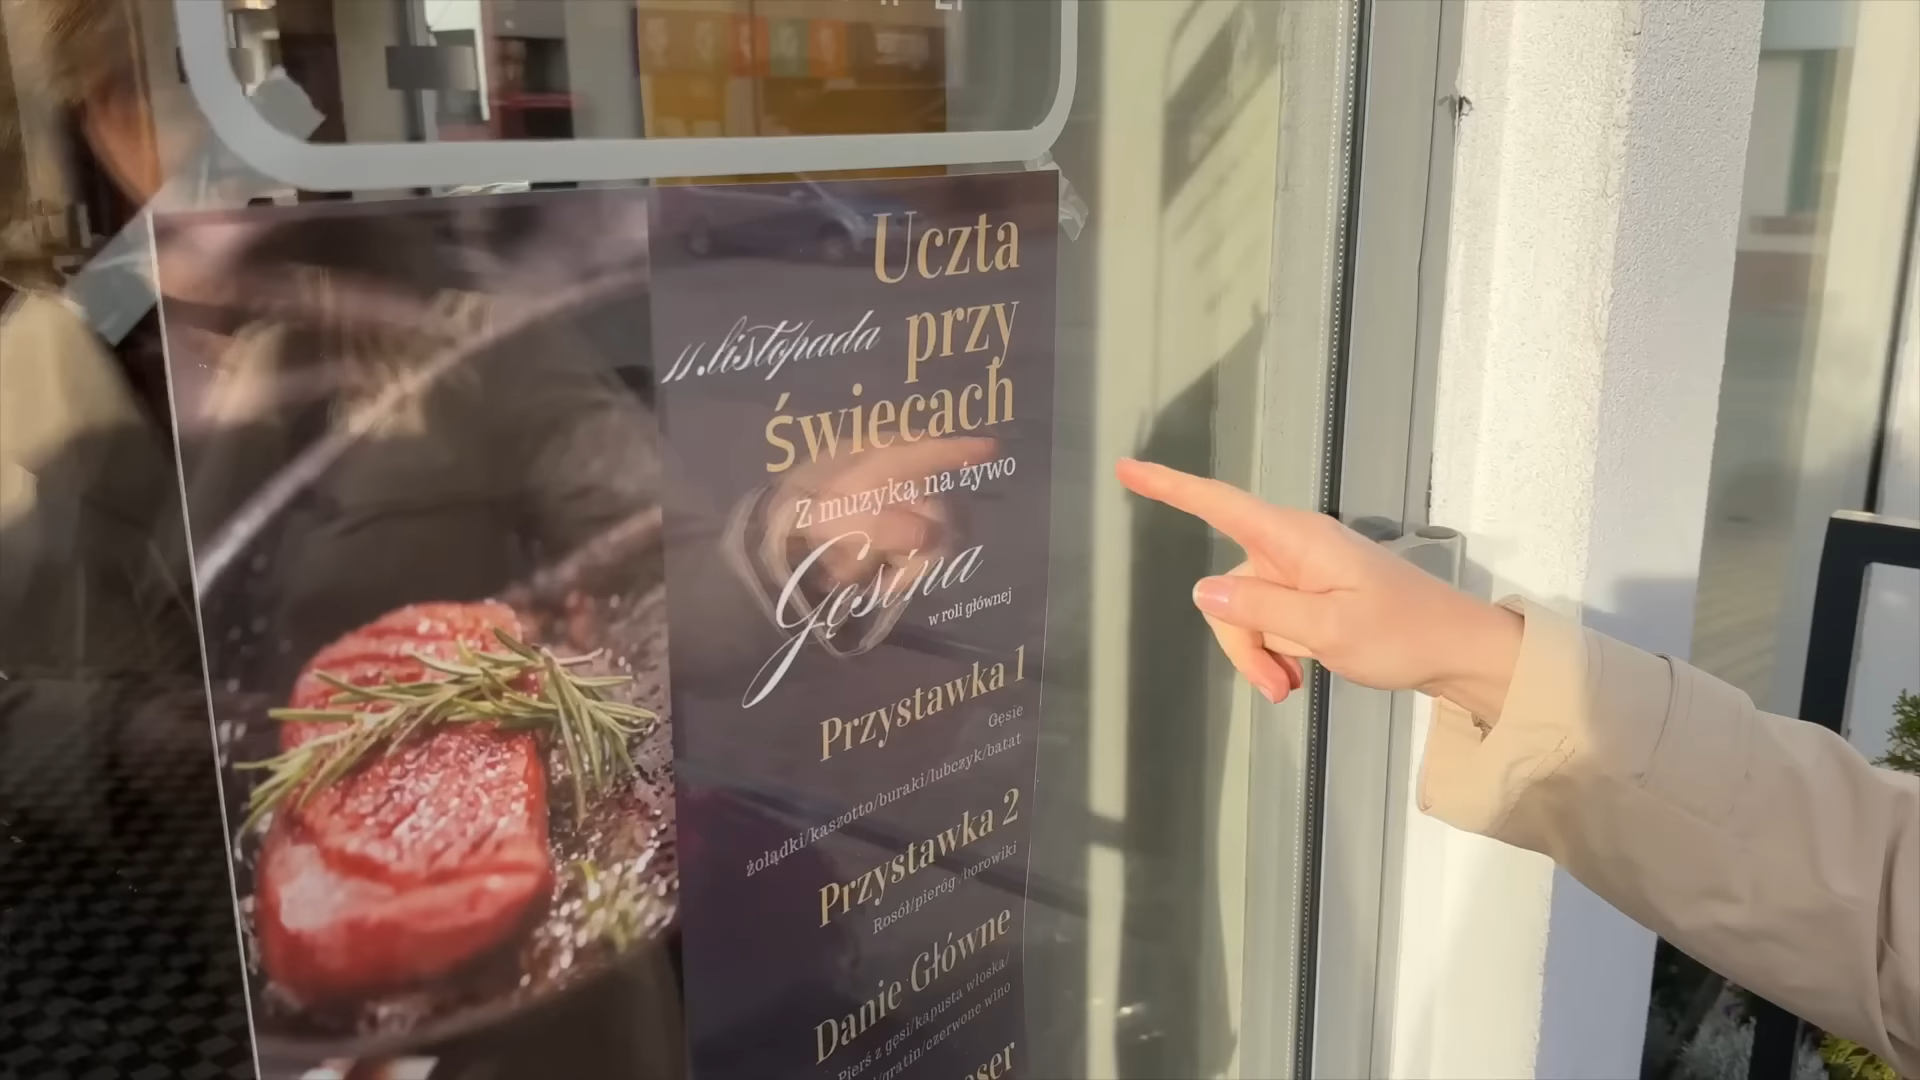 Uczta
11.listopada przy
świecach
Z muzyką na żywo
Gęsina
w roli głównej
Przystawka 1
Gęsie
żołądki/kaszotto/buraki/lubczyk/batat
Przystawka 2
Rosół/pieróg/borowiki
Danie Główne
Pierś z gęsi/kapusta włoska/
/gratin/czerwone wino